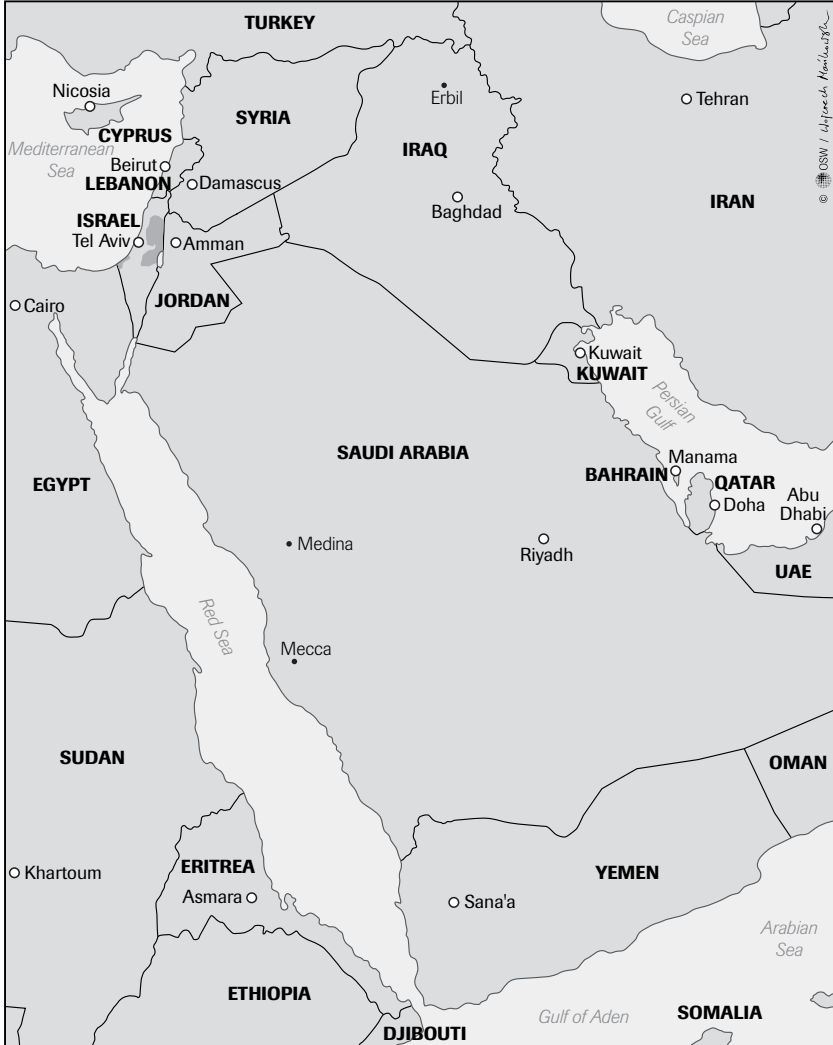 TURKEY
Caspian
Sea
Nicosia
Erbil
Tehran
SYRIA
CYPRUS
IRAQ
Mediterranean
Sea
Beirut
LEBANON
Damascus
Baghdad
IRAN
ISRAEL
Tel Aviv
Amman
JORDAN
Cairo
Kuwait
KUWAIT
Persian
Gulf
SAUDI ARABIA
Manama
BAHRAIN
QATAR
EGYPT
Doha
Abu
Dhabi
Medina
Riyadh
UAE
Red Sea
Mecca
SUDAN
OMAN
ERITREA
YEMEN
Khartoum
Asmara
Sana'a
Arabian
Sea
ETHIOPIA
Gulf of Aden
SOMALIA
DJIBOUTI
© OSW /